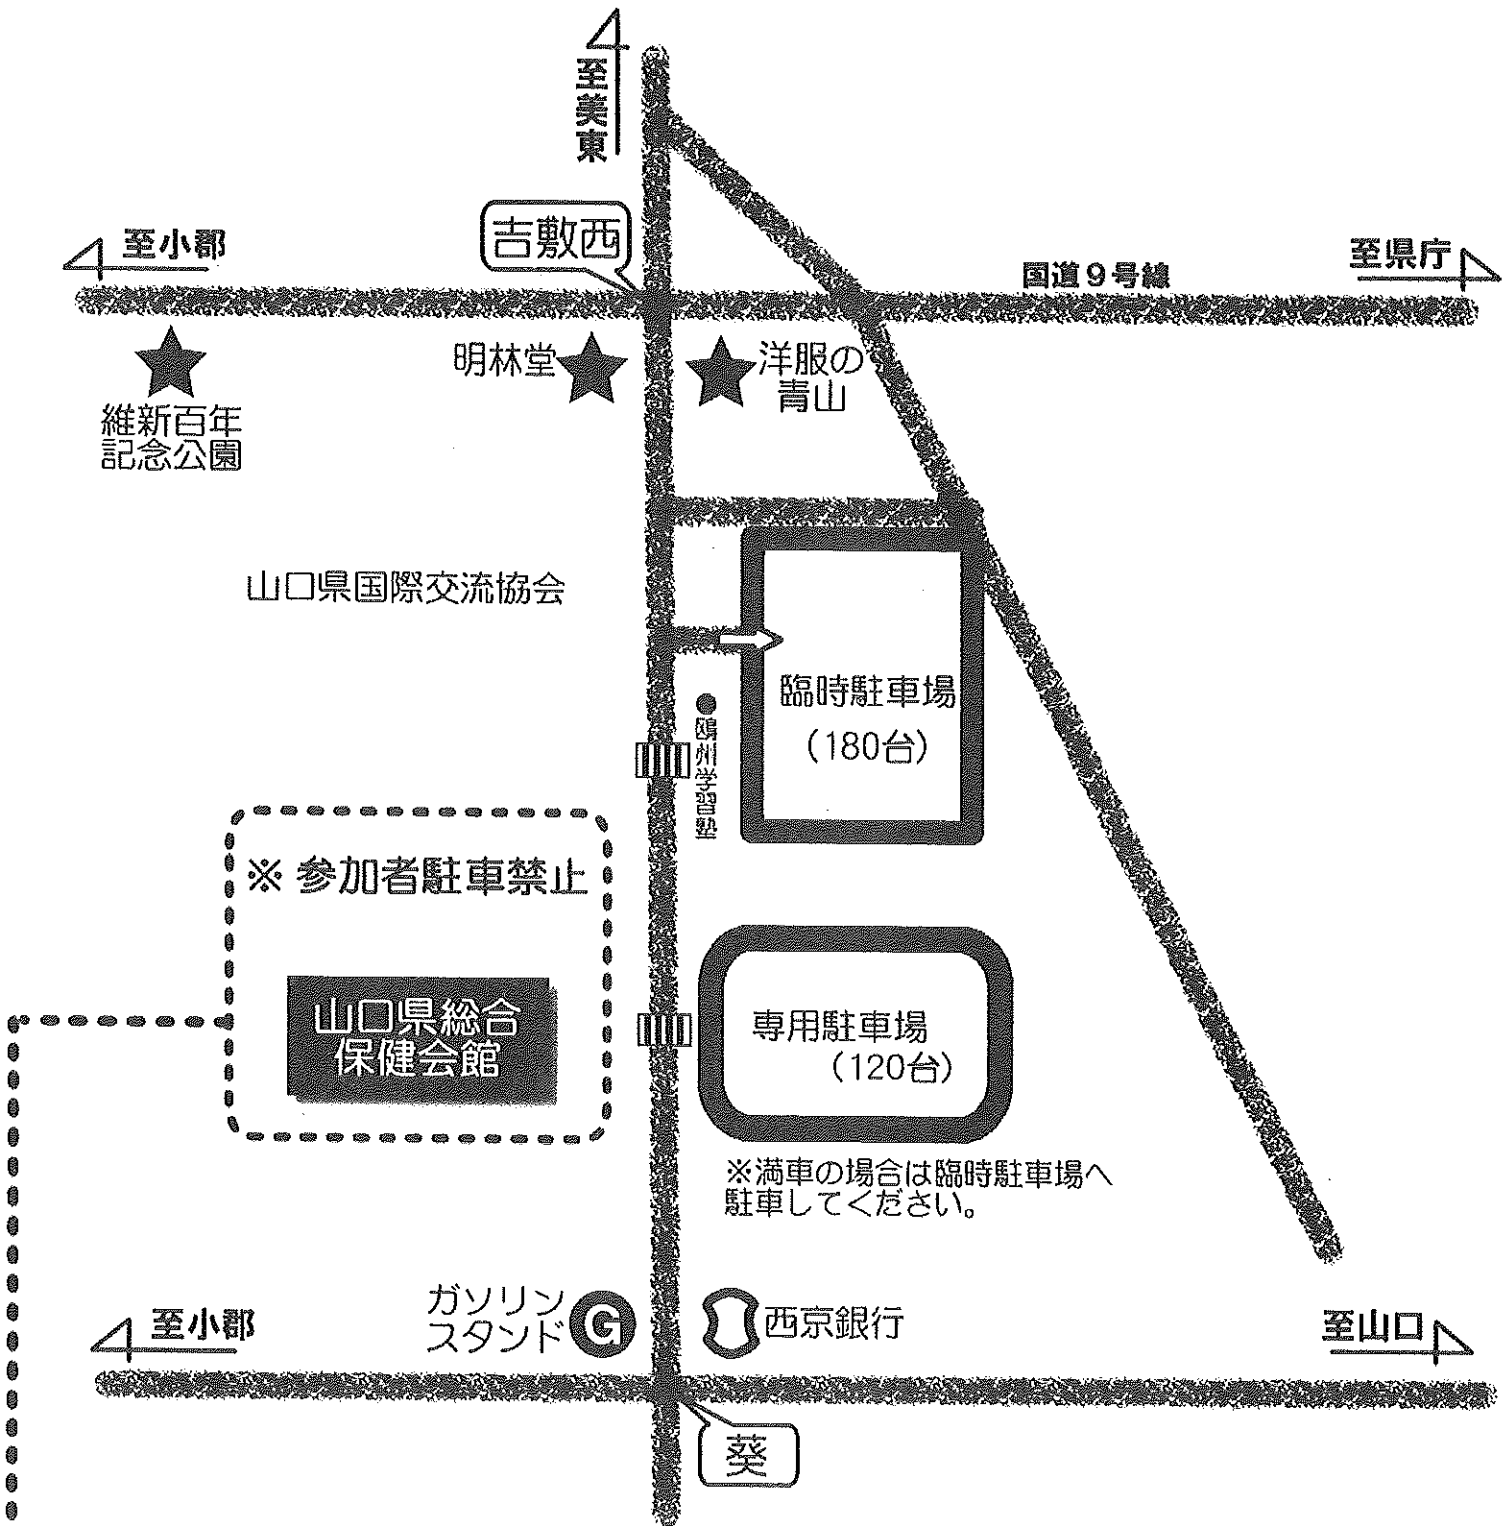 至美東
吉敷西
至小郡
至県庁
国道9号線
明林堂
洋服の
青山
維新百年
記念公園
山口県国際交流協会
臨時駐車場
(180台)
●鴎州学習塾
※ 参加者駐車禁止
山口県総合
保健会館
専用駐車場
(120台)
※満車の場合は臨時駐車場へ
駐車してください。
ガソリン
スタンド
G
西京銀行
至小郡
至山口
葵